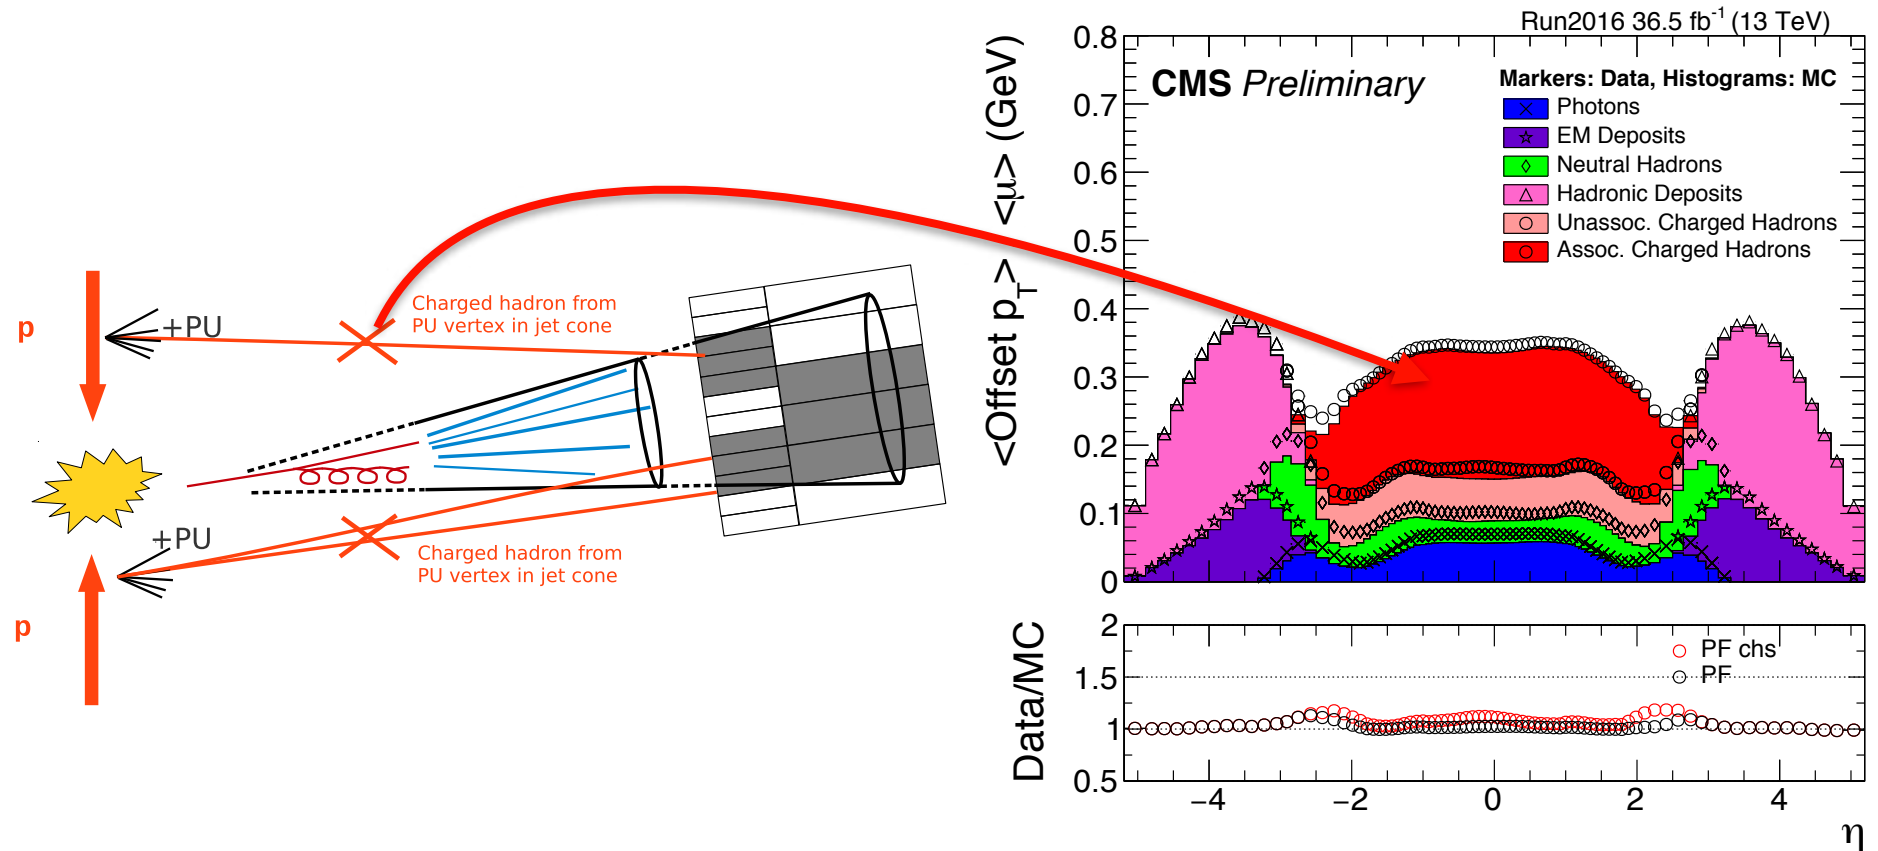 p
+PU
Charged hadron from
PU vertex in jet cone
+PU
Charged hadron from
PU vertex in jet cone
p
Run2016 36.5 fb⁻¹ (13 TeV)
<Offset p_T> <μ> (GeV)
0.8
0.7
0.6
0.5
0.4
0.3
0.2
0.1
0
CMS Preliminary
Markers: Data, Histograms: MC
Photons
EM Deposits
Neutral Hadrons
Hadronic Deposits
Unassoc. Charged Hadrons
Assoc. Charged Hadrons
Data/MC
2
1.5
1
0.5
PF chs
PF
−4 −2 0 2 4
η